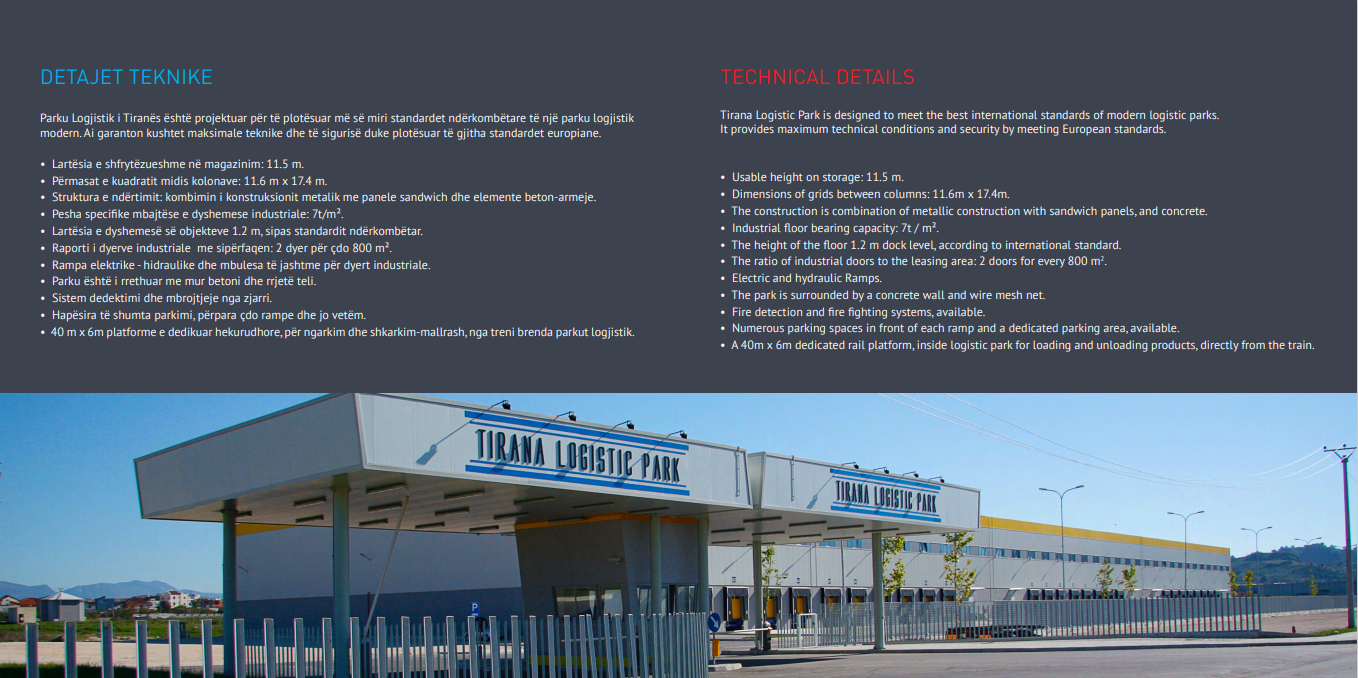 DETAJET TEKNIKE
Parku Logjistik i Tiranës është projektuar për të plotësuar më së miri standardet ndërkombëtare të një parku logjistik
modern. Ai garanton kushtet maksimale teknike dhe të sigurisë duke plotësuar të gjitha standardet europiane.
• Lartësia e shfrytëzueshme në magazinim: 11.5 m.
• Përmasat e kuadratit midis kolonave: 11.6 m x 17.4 m.
• Struktura e ndërtimit: kombimin i konstruksionit metalik me panele sandwich dhe elemente beton-armeje.
• Pesha specifike mbajtëse e dyshemese industriale: 7t/m².
• Lartësia e dyshemesë së objekteve 1.2 m, sipas standardit ndërkombëtar.
• Raporti i dyerve industriale me sipërfaqen: 2 dyer për çdo 800 m².
• Rampa elektrike - hidraulike dhe mbulesa të jashtme për dyert industriale.
• Parku është i rrethuar me mur betoni dhe rrjetë teli.
• Sistem dedektimi dhe mbrojtjeje nga zjarri.
• Hapësira të shumta parkimi, përpara çdo rampe dhe jo vetëm.
• 40 m x 6m platforme e dedikuar hekurudhore, për ngarkim dhe shkarkim-mallrash, nga treni brenda parkut logjistik.
TECHNICAL DETAILS
Tirana Logistic Park is designed to meet the best international standards of modern logistic parks.
It provides maximum technical conditions and security by meeting European standards.
• Usable height on storage: 11.5 m.
• Dimensions of grids between columns: 11.6m x 17.4m.
• The construction is combination of metallic construction with sandwich panels, and concrete.
• Industrial floor bearing capacity: 7t / m².
• The height of the floor 1.2 m dock level, according to international standard.
• The ratio of industrial doors to the leasing area: 2 doors for every 800 m².
• Electric and hydraulic Ramps.
• The park is surrounded by a concrete wall and wire mesh net.
• Fire detection and fire fighting systems, available.
• Numerous parking spaces in front of each ramp and a dedicated parking area, available.
• A 40m x 6m dedicated rail platform, inside logistic park for loading and unloading products, directly from the train.
TIRANA LOGISTIC PARK
TIRANA LOGISTIC PARK
P